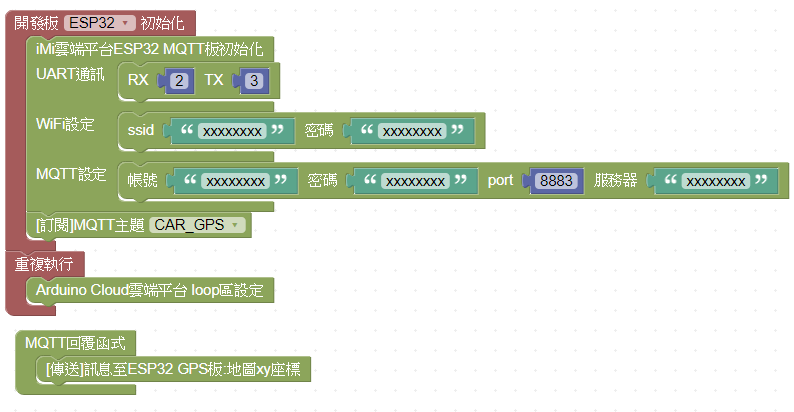 開發板 ESP32 初始化
iMi雲端平台ESP32 MQTT板初始化
UART通訊 RX 2 TX 3
WiFi設定 ssid “ xxxxxxxx ” 密碼 “ xxxxxxxx ”
MQTT設定 帳號 “ xxxxxxxx ” 密碼 “ xxxxxxxx ” port 8883 服務器 “ xxxxxxxx ”
[訂閱]MQTT主題 CAR_GPS
重複執行
Arduino Cloud雲端平台 loop區設定
MQTT回覆函式
[傳送]訊息至ESP32 GPS板:地圖xy座標